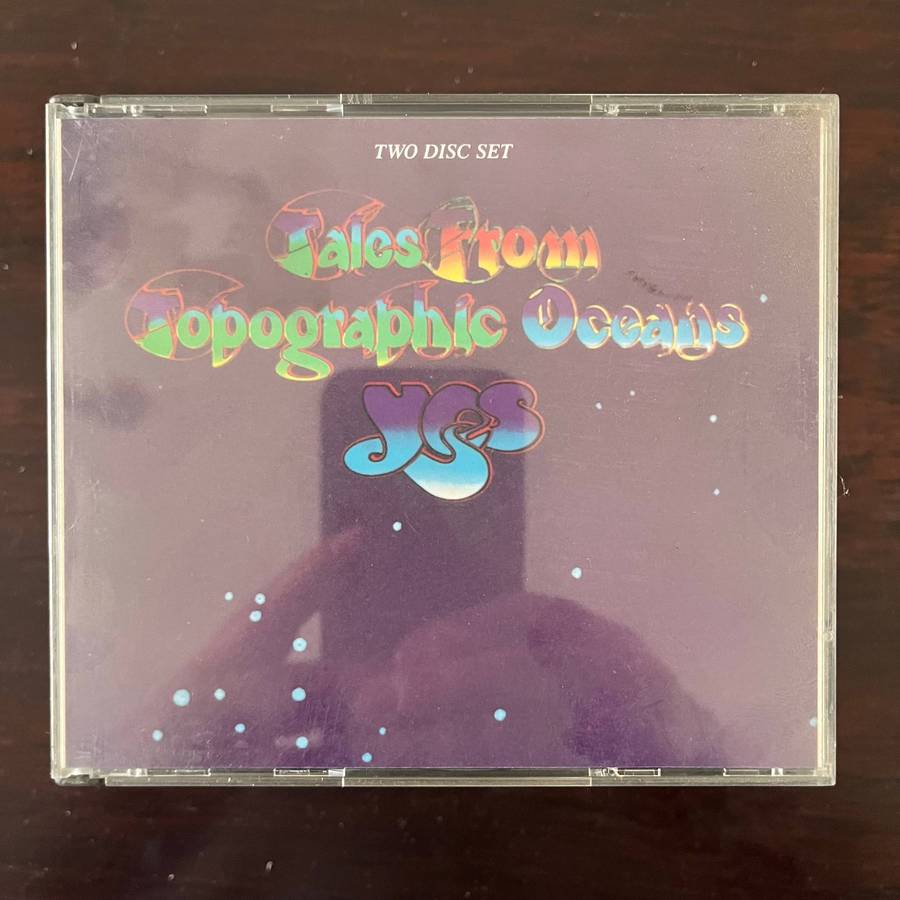 TWO DISC SET
Tales From
Topographic Oceans
yes